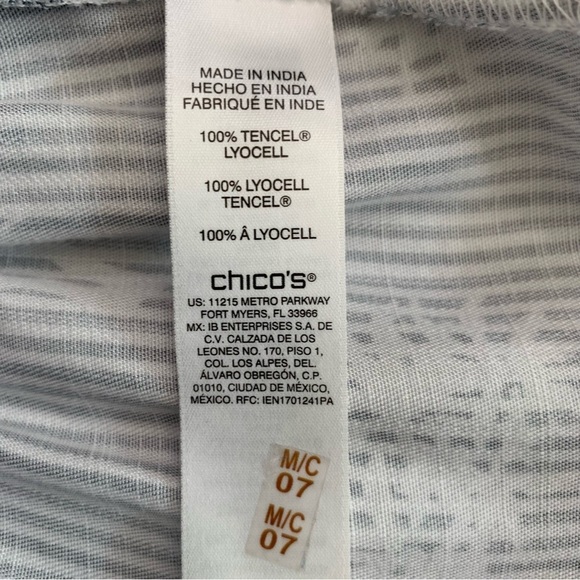 MADE IN INDIA
HECHO EN INDIA
FABRIQUÉ EN INDE
100% TENCEL®
LYOCELL
100% LYOCELL
TENCEL®
100% Â LYOCELL
chico's®
US: 11215 METRO PARKWAY
FORT MYERS, FL 33966
MX: IB ENTERPRISES S.A. DE
C.V. CALZADA DE LOS
LEONES NO. 170, PISO 1,
COL. LOS ALPES, DEL.
ÁLVARO OBREGÓN, C.P.
01010, CIUDAD DE MÉXICO,
MÉXICO. RFC: IEN1701241PA
M/C
07
M/C
07